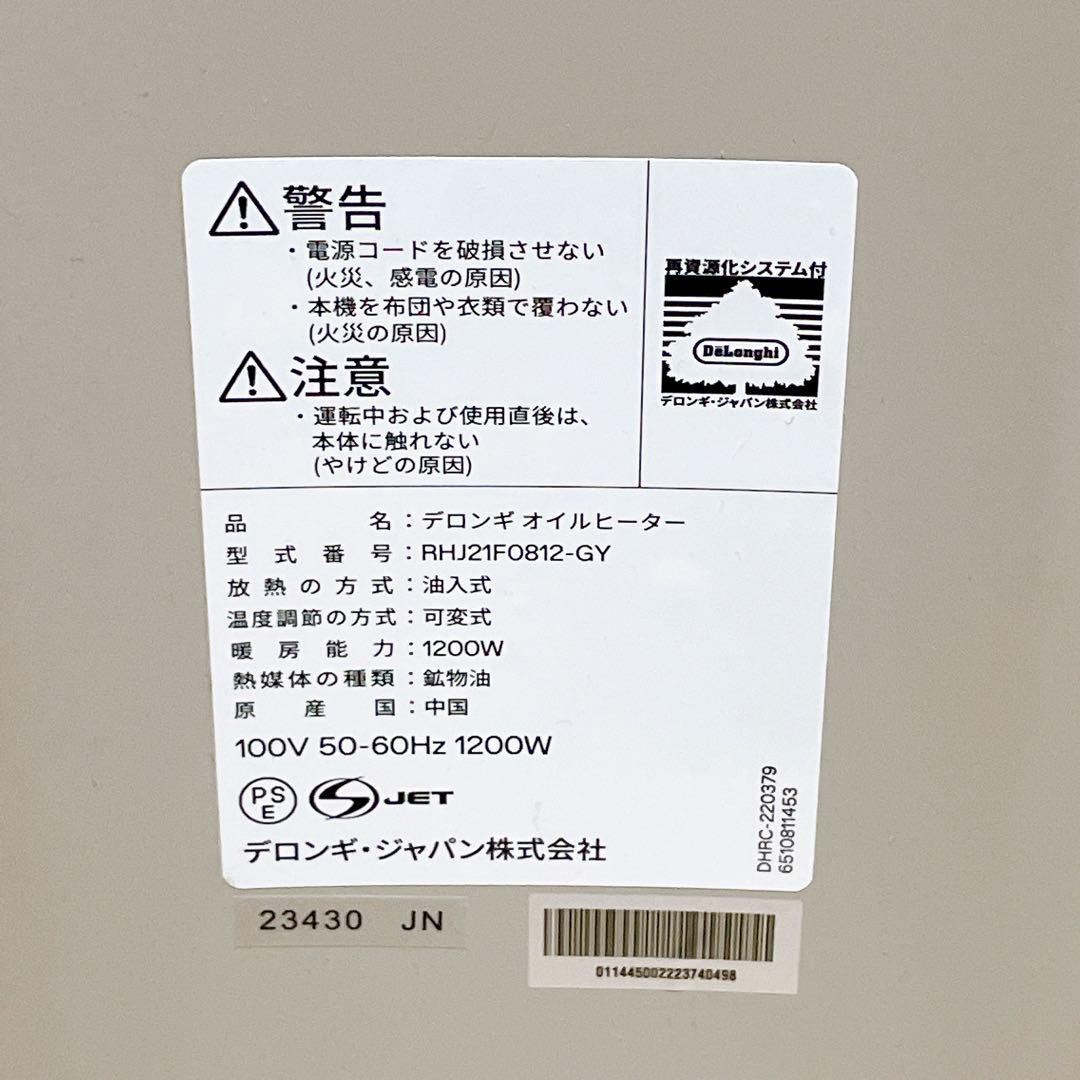 警告
・電源コードを破損させない
(火災、感電の原因)
・本機を布団や衣類で覆わない
(火災の原因)
注意
・運転中および使用直後は、
本体に触れない
(やけどの原因)
再資源化システム付
DeLonghi
デロンギ・ジャパン株式会社
品名：デロンギ オイルヒーター
型式番号：RHJ21F0812-GY
放熱の方式：油入式
温度調節の方式：可変式
暖房能力：1200W
熱媒体の種類：鉱物油
原産国：中国
100V 50-60Hz 1200W
PSE
JET
デロンギ・ジャパン株式会社
DHRC-220379
6510811453
23430 JN
011445002223740498